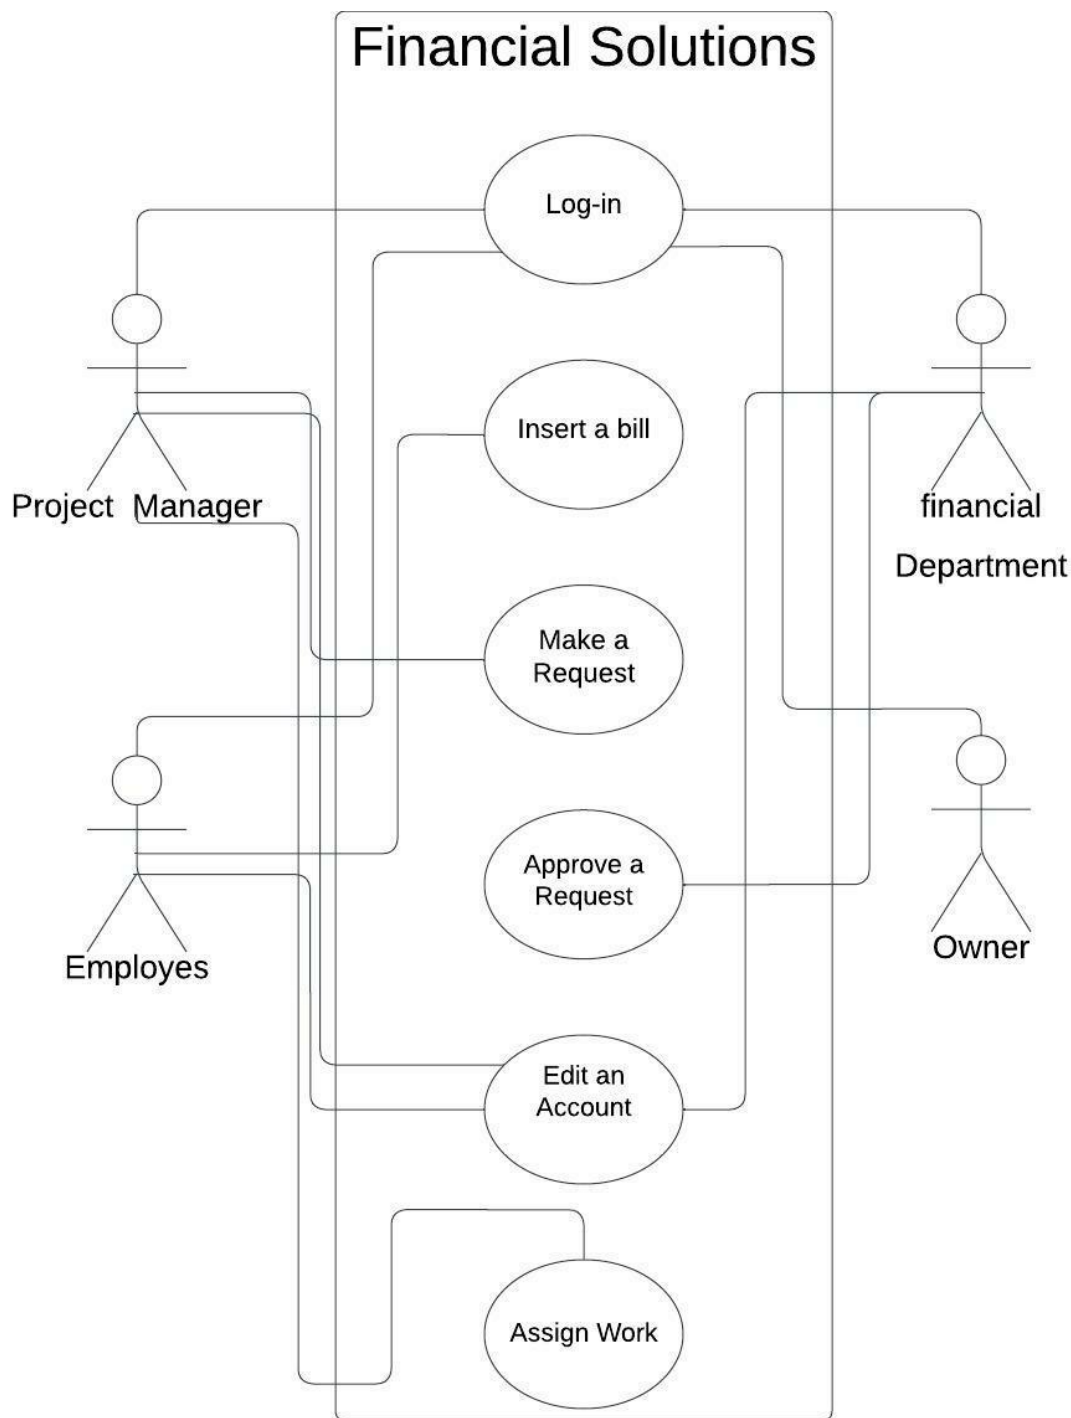 Financial Solutions
Log-in
Insert a bill
Project Manager
financial
Department
Make a
Request
Approve a
Request
Employes
Owner
Edit an
Account
Assign Work